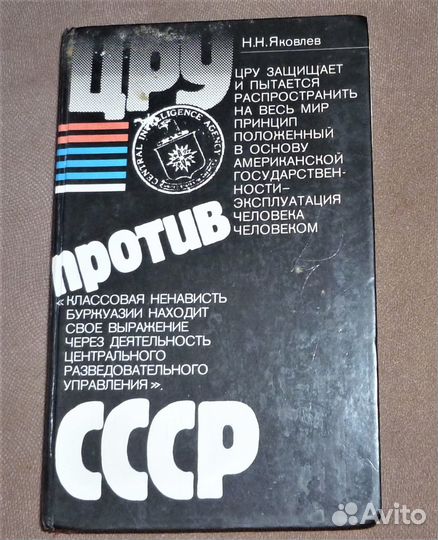 Н.Н.Яковлев
ЦРУ
ЦРУ ЗАЩИЩАЕТ
И ПЫТАЕТСЯ
РАСПРОСТРАНИТЬ
НА ВЕСЬ МИР
ПРИНЦИП
ПОЛОЖЕННЫЙ
В ОСНОВУ
АМЕРИКАНСКОЙ
ГОСУДАРСТВЕН-
НОСТИ–
ЭКСПЛУАТАЦИЯ
ЧЕЛОВЕКА
ЧЕЛОВЕКОМ
CENTRAL INTELLIGENCE AGENCY
против
«КЛАССОВАЯ НЕНАВИСТЬ
БУРЖУАЗИИ НАХОДИТ
СВОЕ ВЫРАЖЕНИЕ
ЧЕРЕЗ ДЕЯТЕЛЬНОСТЬ
ЦЕНТРАЛЬНОГО
РАЗВЕДОВАТЕЛЬНОГО
УПРАВЛЕНИЯ».
СССР
Avito